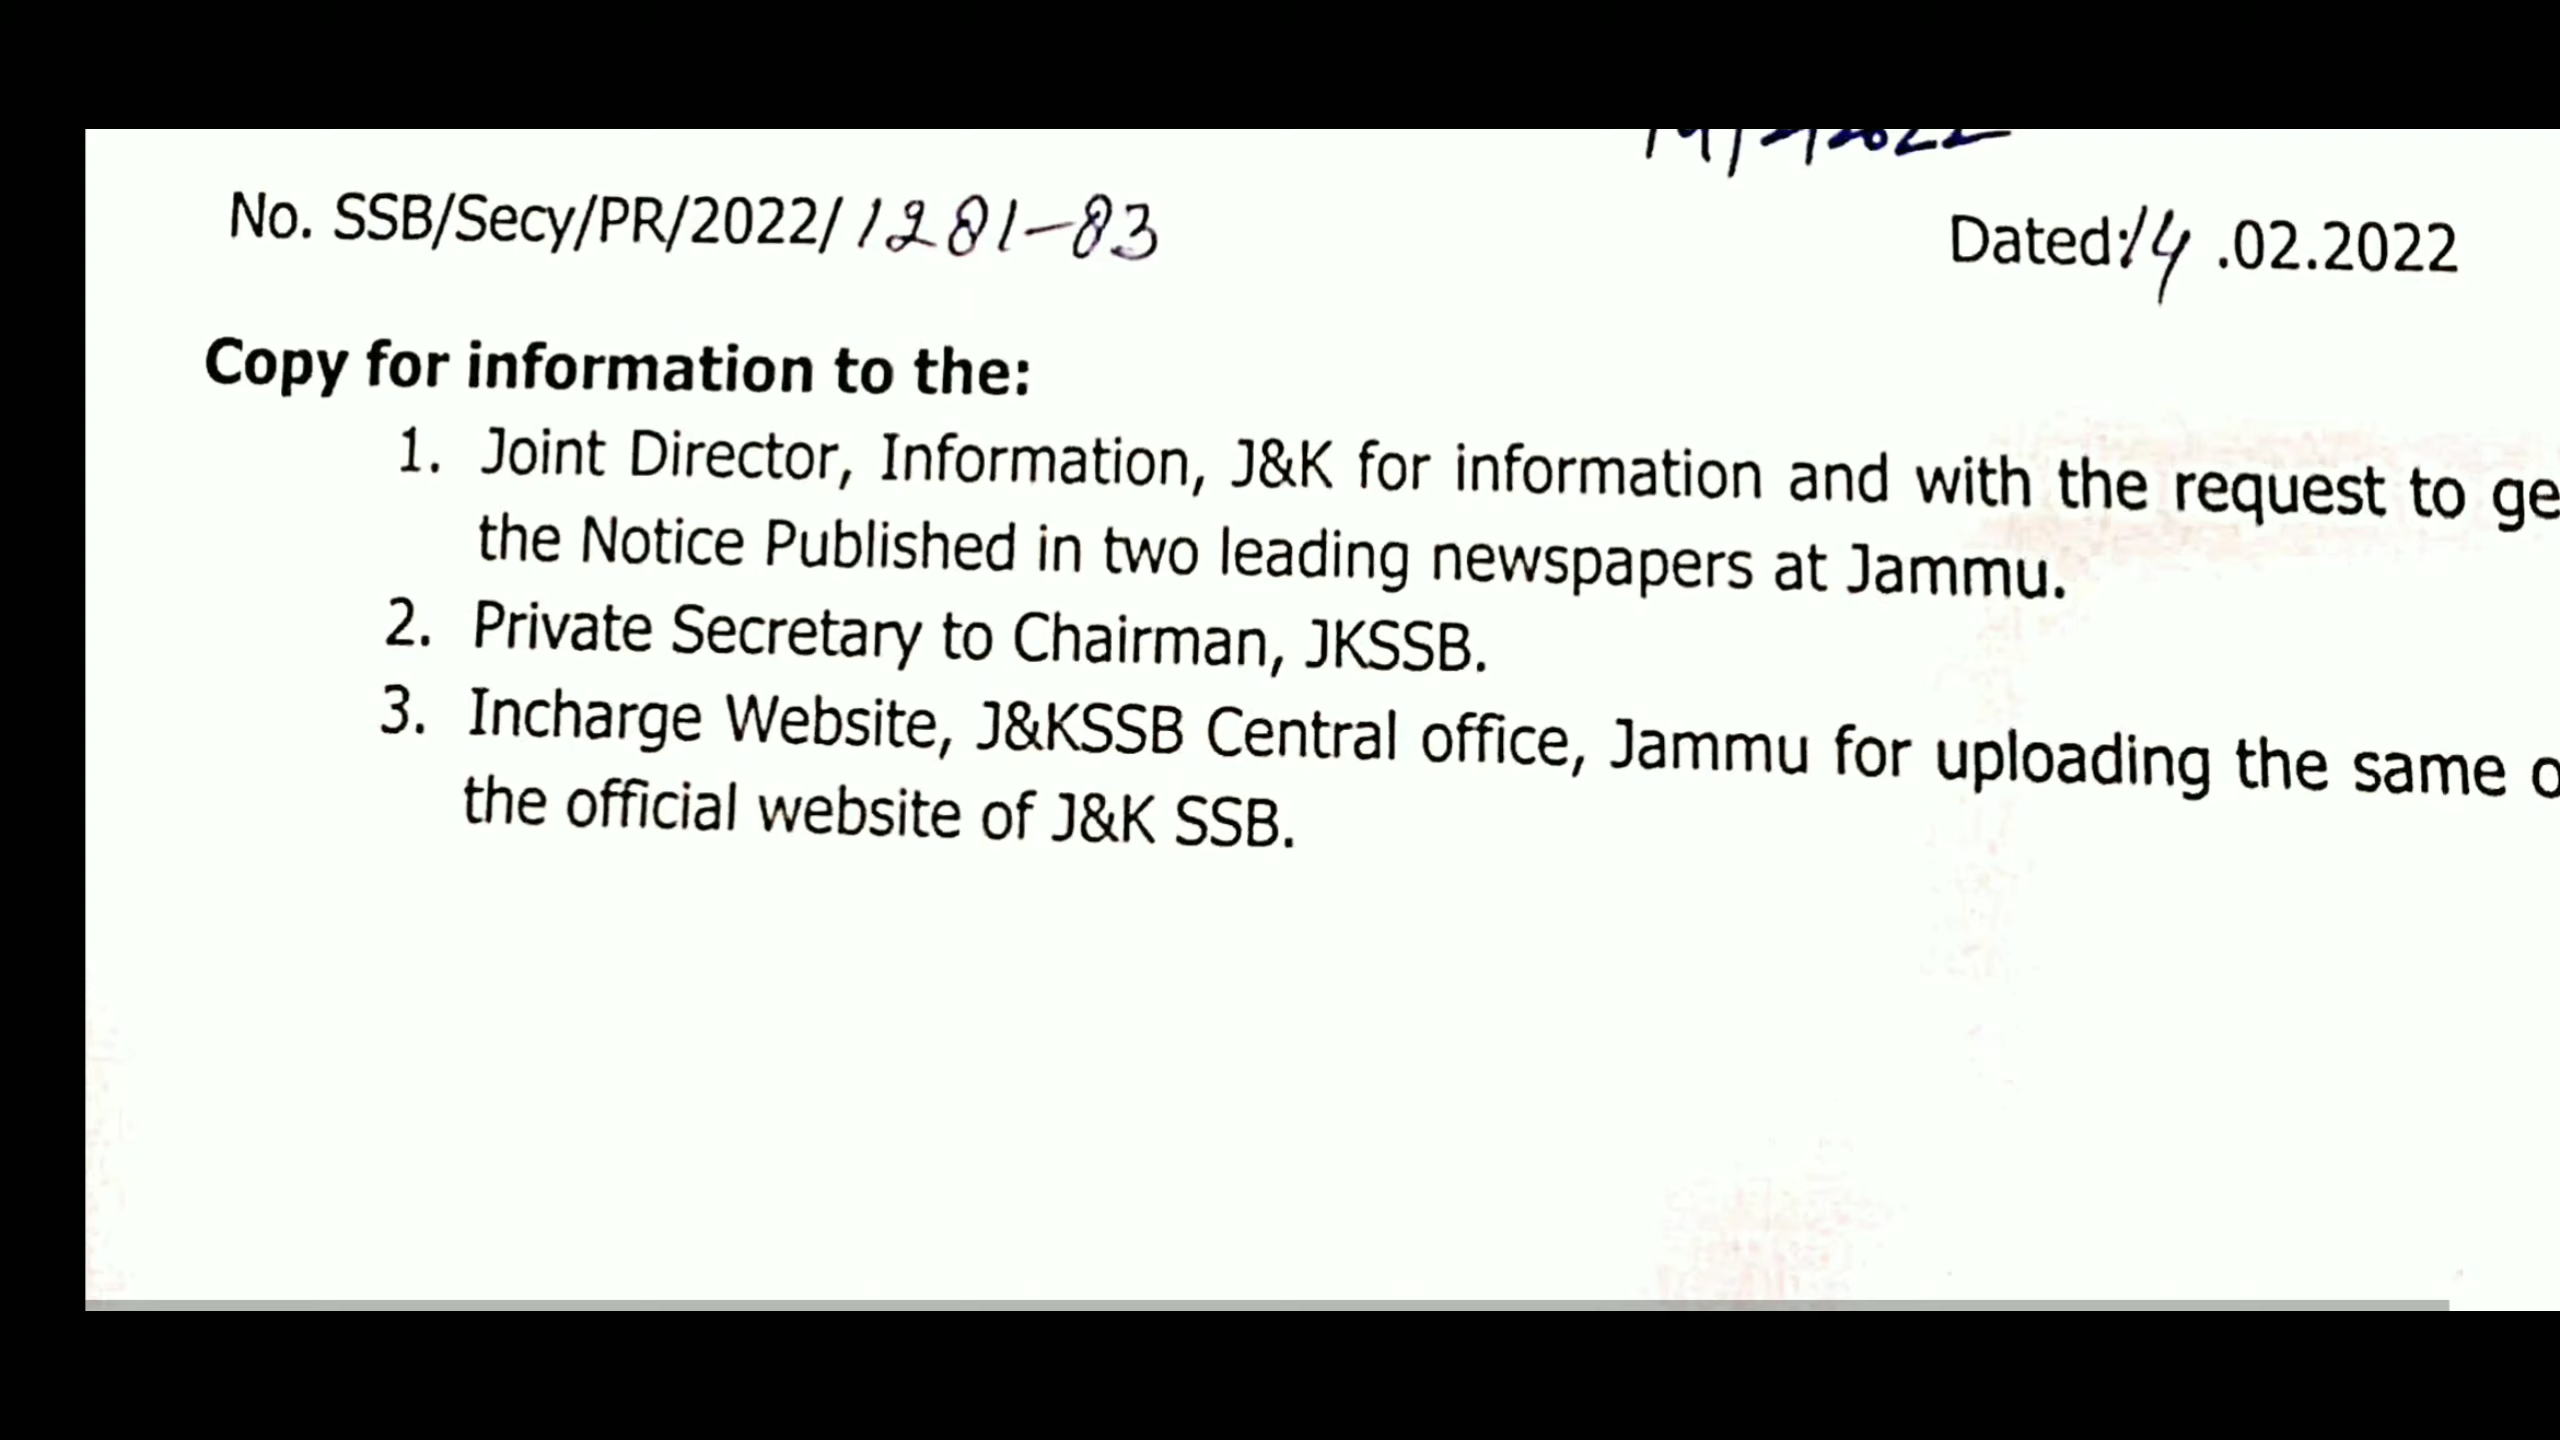 No. SSB/Secy/PR/2022/1281-83
Dated:14.02.2022
Copy for information to the:
1. Joint Director, Information, J&K for information and with the request to
the Notice Published in two leading newspapers at Jammu.
2. Private Secretary to Chairman, JKSSB.
3. Incharge Website, J&KSSB Central office, Jammu for uploading the same
the official website of J&K SSB.